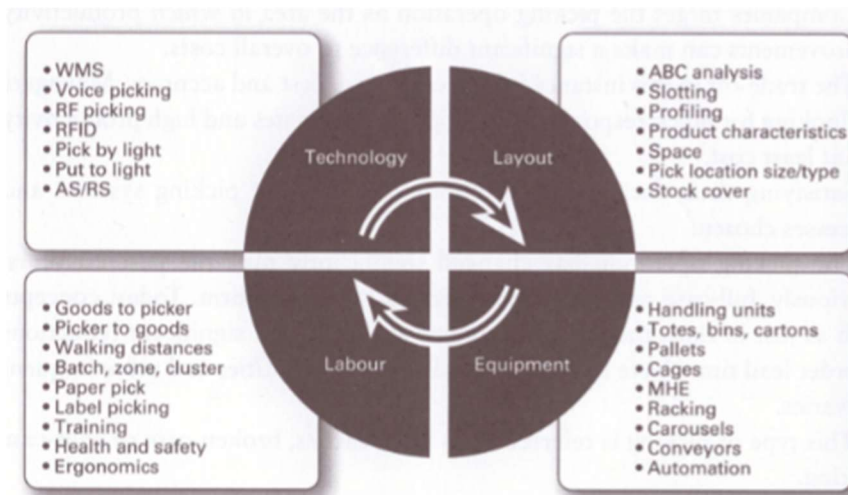 • WMS
• Voice picking
• RF picking
• RFID
• Pick by light
• Put to light
• AS/RS
Technology
Layout
• ABC analysis
• Slotting
• Profiling
• Product characteristics
• Space
• Pick location size/type
• Stock cover
• Goods to picker
• Picker to goods
• Walking distances
• Batch, zone, cluster
• Paper pick
• Label picking
• Training
• Health and safety
• Ergonomics
Labour
Equipment
• Handling units
• Totes, bins, cartons
• Pallets
• Cages
• MHE
• Racking
• Carousels
• Conveyors
• Automation